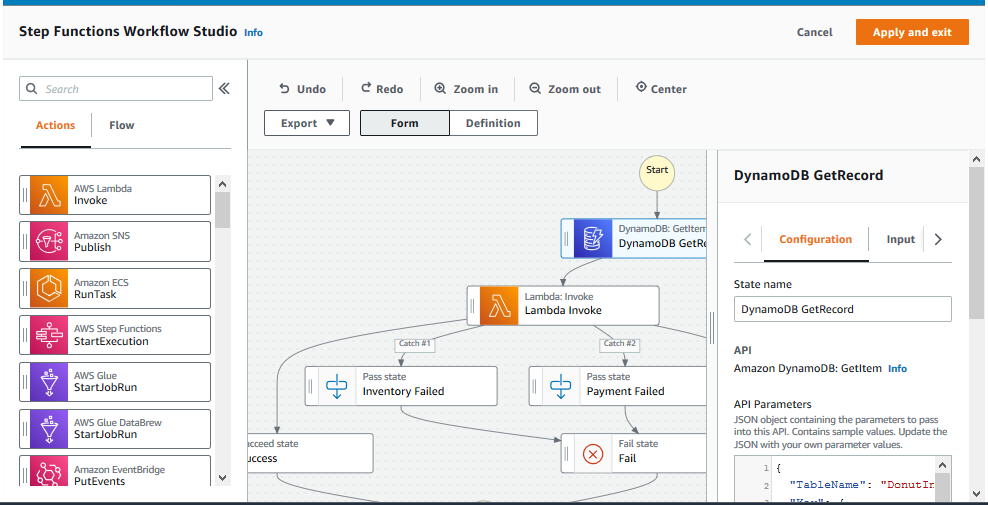 Step Functions Workflow Studio Info
Cancel
Apply and exit
Search
Actions
Flow
AWS Lambda
Invoke
Amazon SNS
Publish
Amazon ECS
RunTask
AWS Step Functions
StartExecution
AWS Glue
StartJobRun
AWS Glue DataBrew
StartJobRun
Amazon EventBridge
PutEvents
Undo
Redo
Zoom in
Zoom out
Center
Export
Form
Definition
Start
DynamoDB: GetItem
DynamoDB GetRe
Lambda: Invoke
Lambda Invoke
Catch #1
Catch #2
Pass state
Inventory Failed
Pass state
Payment Failed
ucceed state
uccess
Fail state
Fail
DynamoDB GetRecord
Configuration
Input
State name
DynamoDB GetRecord
API
Amazon DynamoDB: GetItem Info
API Parameters
JSON object containing the parameters to pass
into this API. Contains sample values. Update the
JSON with your own parameter values.
1 {
2 "TableName": "DonutIn